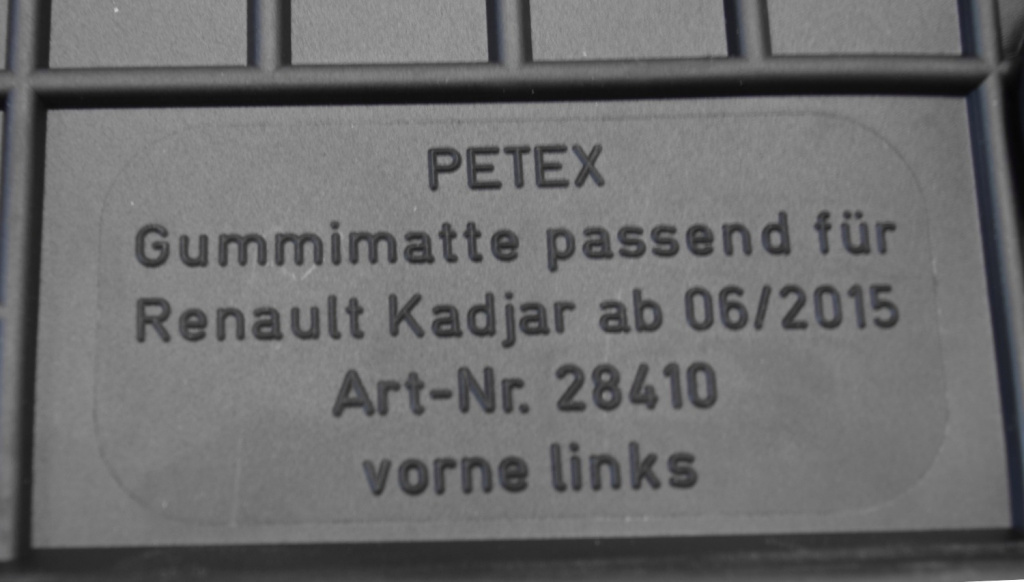 PETEX
Gummimatte passend für
Renault Kadjar ab 06/2015
Art-Nr. 28410
vorne links